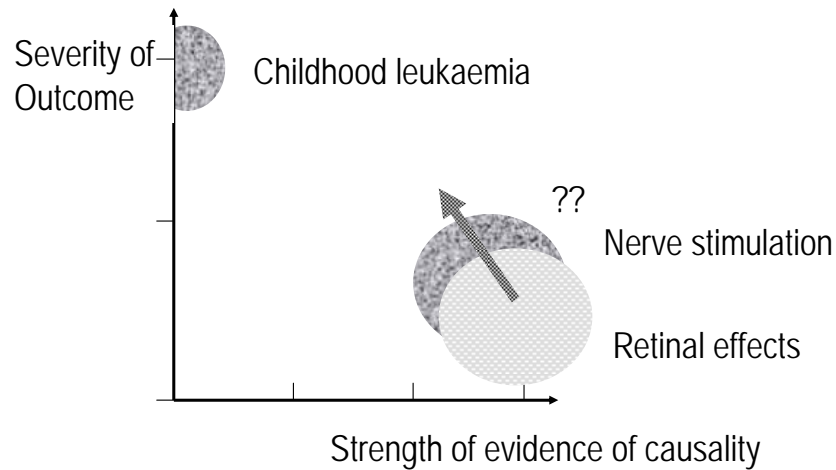 Severity of
Outcome
Childhood leukaemia
??
Nerve stimulation
Retinal effects
Strength of evidence of causality